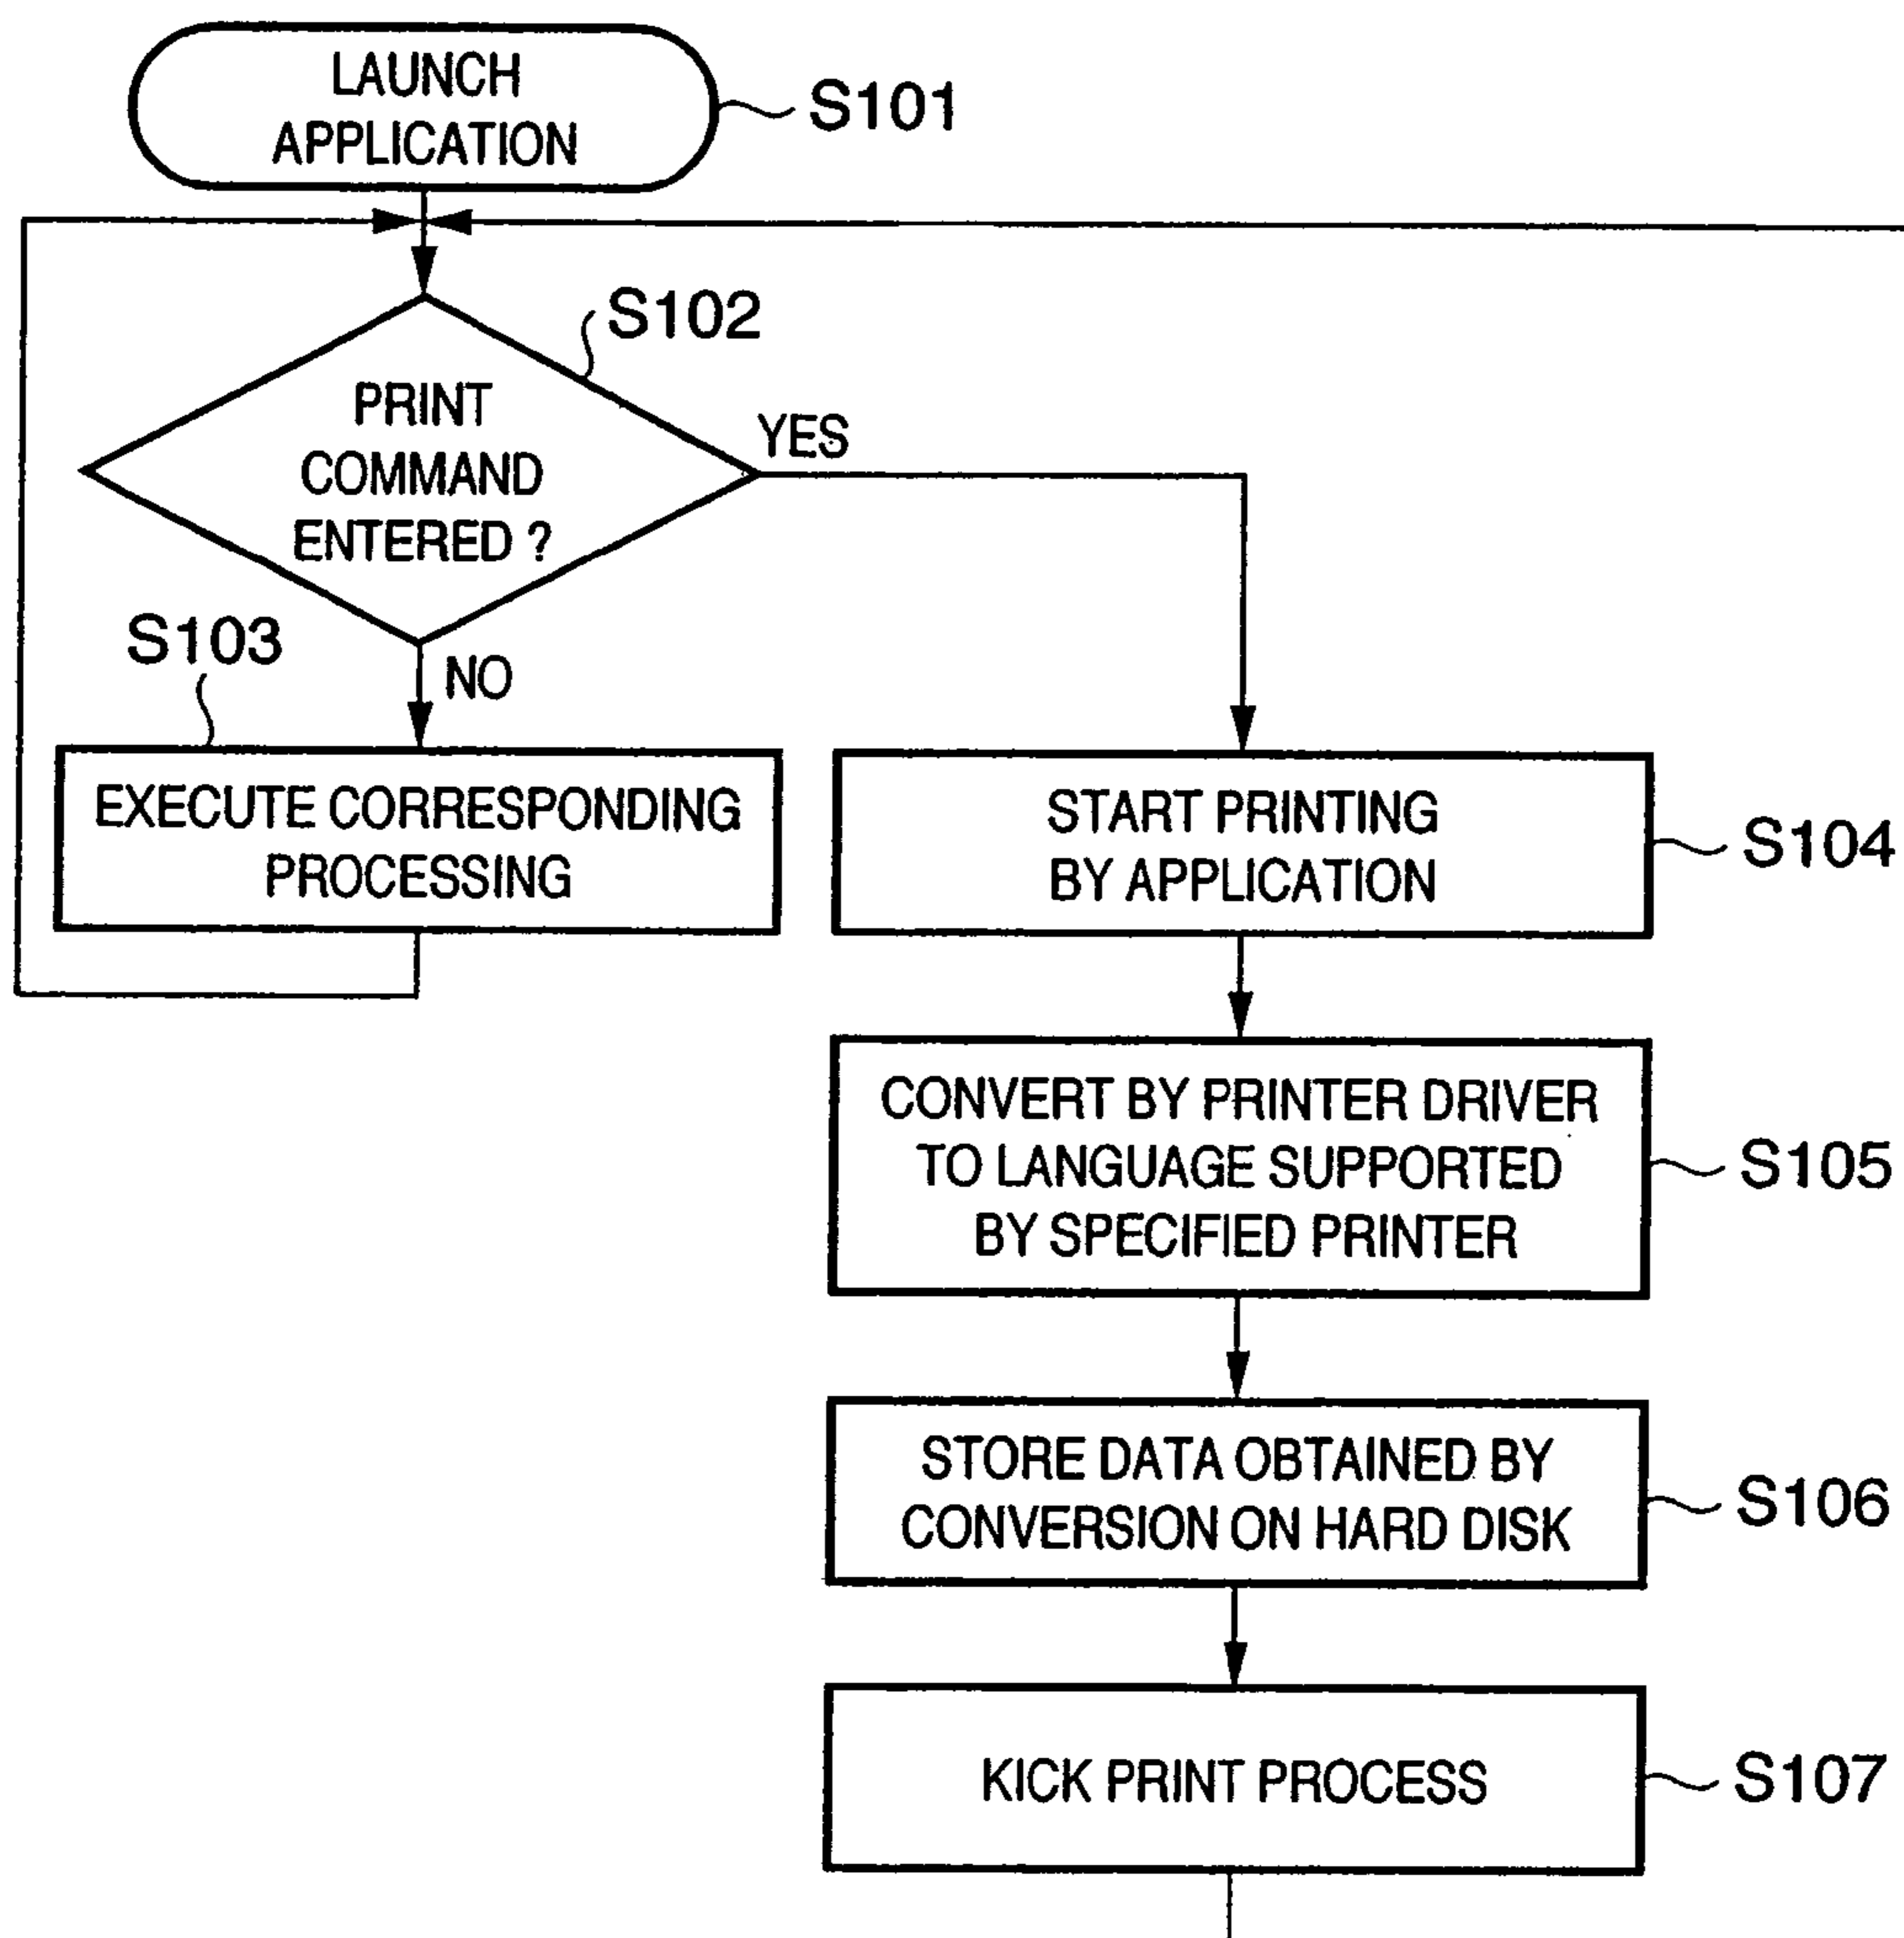 LAUNCH
APPLICATION
S101
S102
PRINT
COMMAND
ENTERED ?
YES
S103
NO
EXECUTE CORRESPONDING
PROCESSING
START PRINTING
BY APPLICATION
S104
CONVERT BY PRINTER DRIVER
TO LANGUAGE SUPPORTED
BY SPECIFIED PRINTER
S105
STORE DATA OBTAINED BY
CONVERSION ON HARD DISK
S106
KICK PRINT PROCESS
S107